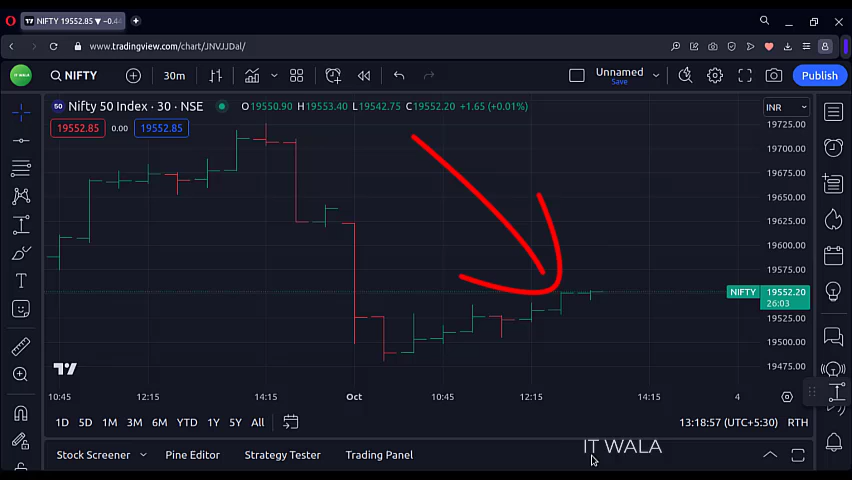 NIFTY 19552.85 ▼ −0.4
www.tradingview.com/chart/JNVJJDal/
IT WALA
NIFTY
30m
Unnamed
Save
Publish
50
Nifty 50 Index · 30 · NSE
O19550.90 H19553.40 L19542.75 C19552.20 +1.65 (+0.01%)
INR
19552.85
0.00
19552.85
19725.00
19700.00
19675.00
19650.00
19625.00
19600.00
19575.00
NIFTY
19552.20
26:03
19525.00
19500.00
19475.00
10:45
12:15
14:15
Oct
10:45
12:15
14:15
4
1D 5D 1M 3M 6M YTD 1Y 5Y All
13:18:57 (UTC+5:30)
RTH
Stock Screener
Pine Editor
Strategy Tester
Trading Panel
IT WALA